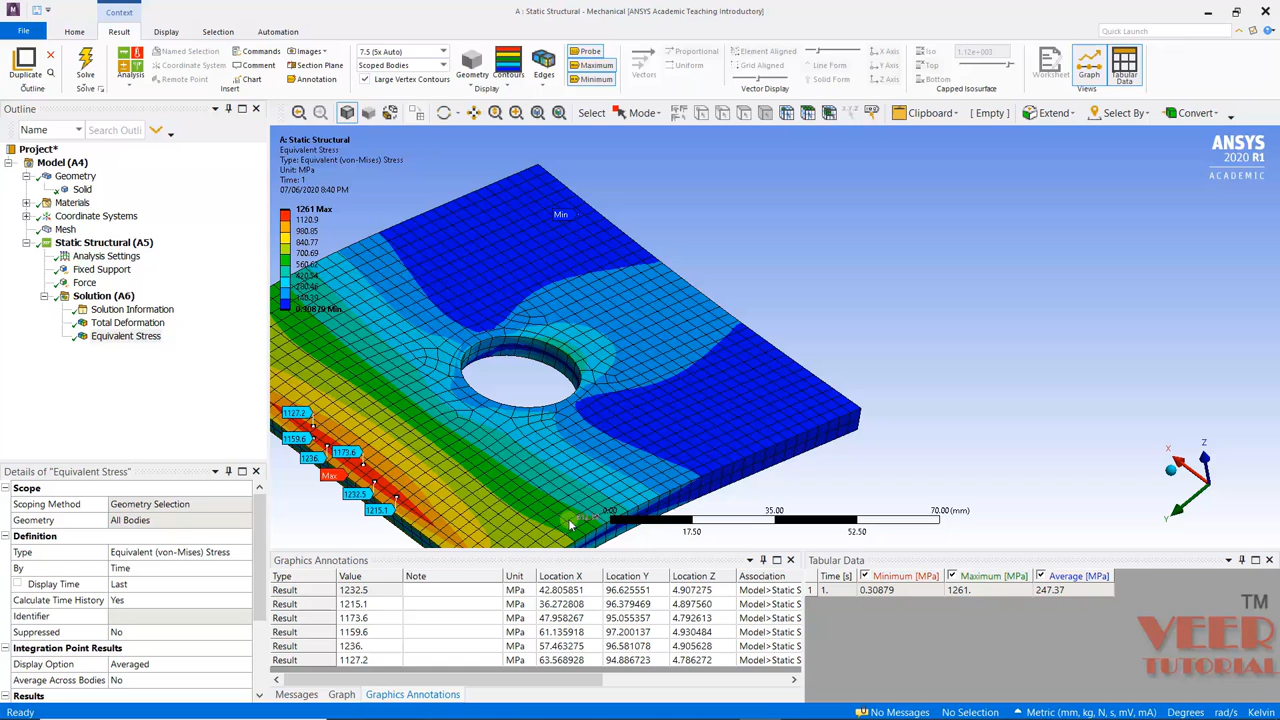 Context
A : Static Structural - Mechanical [ANSYS Academic Teaching Introductory]
File Home Result Display Selection Automation
Quick Launch
Duplicate
Outline
Solve
Solve
Analysis
Named Selection
Coordinate System
Remote Point
Commands
Comment
Chart
Insert
Images
Section Plane
Annotation
7.5 (5x Auto)
Scoped Bodies
Large Vertex Contours
Geometry
Contours
Edges
Display
Probe
Maximum
Minimum
Vectors
Proportional
Uniform
Element Aligned
Grid Aligned
Line Form
Solid Form
X Axis
Y Axis
Z Axis
Vector Display
Iso
Top
Bottom
1.12e+003
Capped Isosurface
Worksheet
Graph
Tabular Data
Views
Select Mode
Clipboard [ Empty ] Extend Select By Convert
Outline
Name Search Outli
Project*
Model (A4)
Geometry
Solid
Materials
Coordinate Systems
Mesh
Static Structural (A5)
Analysis Settings
Fixed Support
Force
Solution (A6)
Solution Information
Total Deformation
Equivalent Stress
A: Static Structural
Equivalent Stress
Type: Equivalent (von-Mises) Stress
Unit: MPa
Time: 1
07/06/2020 8:40 PM
1261 Max
1120.9
980.85
840.77
700.69
560.62
420.54
280.46
140.39
0.30879 Min
Min
1127.2
1159.6
1236.
1173.6
Max
1232.5
1215.1
0.00 35.00 70.00 (mm)
17.50 52.50
ANSYS
2020 R1
ACADEMIC
X
Z
Y
Details of "Equivalent Stress"
Scope
Scoping Method Geometry Selection
Geometry All Bodies
Definition
Type Equivalent (von-Mises) Stress
By Time
Display Time Last
Calculate Time History Yes
Identifier
Suppressed No
Integration Point Results
Display Option Averaged
Average Across Bodies No
Results
Graphics Annotations
Type Value Note Unit Location X Location Y Location Z Association
Result 1232.5 MPa 42.805851 96.625551 4.907275 Model>Static S
Result 1215.1 MPa 36.272808 96.379469 4.897560 Model>Static S
Result 1173.6 MPa 47.958267 95.055357 4.792613 Model>Static S
Result 1159.6 MPa 61.135918 97.200137 4.930484 Model>Static S
Result 1236. MPa 57.463275 96.581078 4.905628 Model>Static S
Result 1127.2 MPa 63.568928 94.886723 4.786272 Model>Static S
Messages Graph Graphics Annotations
Tabular Data
Time [s] Minimum [MPa] Maximum [MPa] Average [MPa]
1 1. 0.30879 1261. 247.37
TM
VEER
TUTORIAL
Ready
No Messages No Selection Metric (mm, kg, N, s, mV, mA) Degrees rad/s Kelvin